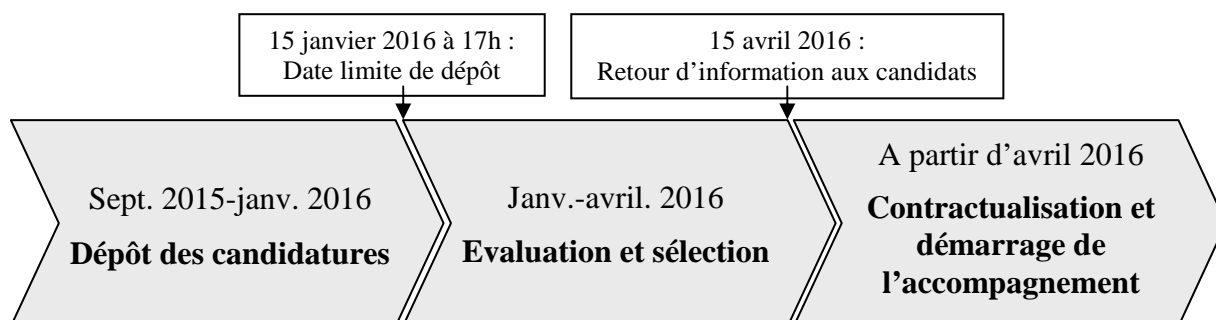 15 janvier 2016 à 17h :
Date limite de dépôt
15 avril 2016 :
Retour d’information aux candidats
Sept. 2015-janv. 2016
Dépôt des candidatures
Janv.-avril. 2016
Evaluation et sélection
A partir d’avril 2016
Contractualisation et
démarrage de
l’accompagnement